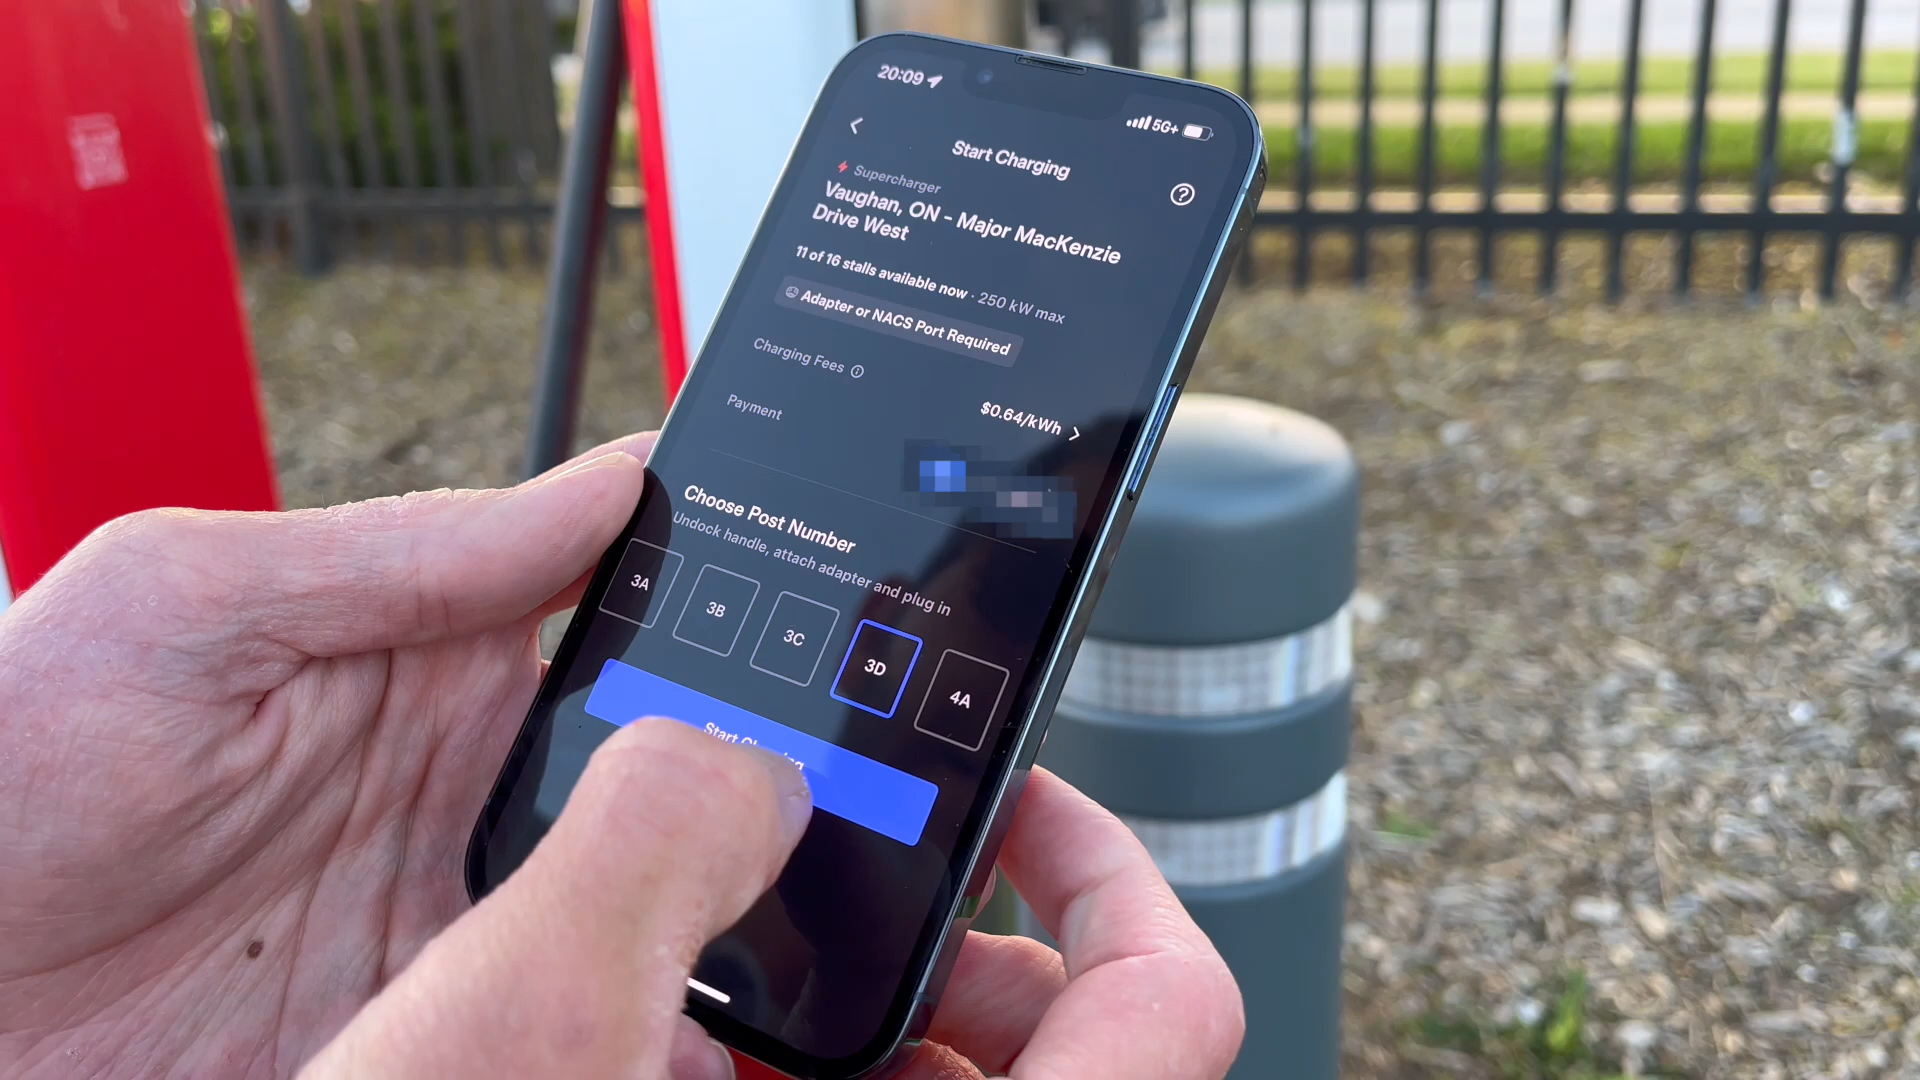 20:09
5G+
Start Charging
Supercharger
Vaughan, ON - Major MacKenzie
Drive West
11 of 16 stalls available now · 250 kW max
Adapter or NACS Port Required
Charging Fees
$0.64/kWh
Payment
Choose Post Number
Undock handle, attach adapter and plug in
3A
3B
3C
3D
4A
Start